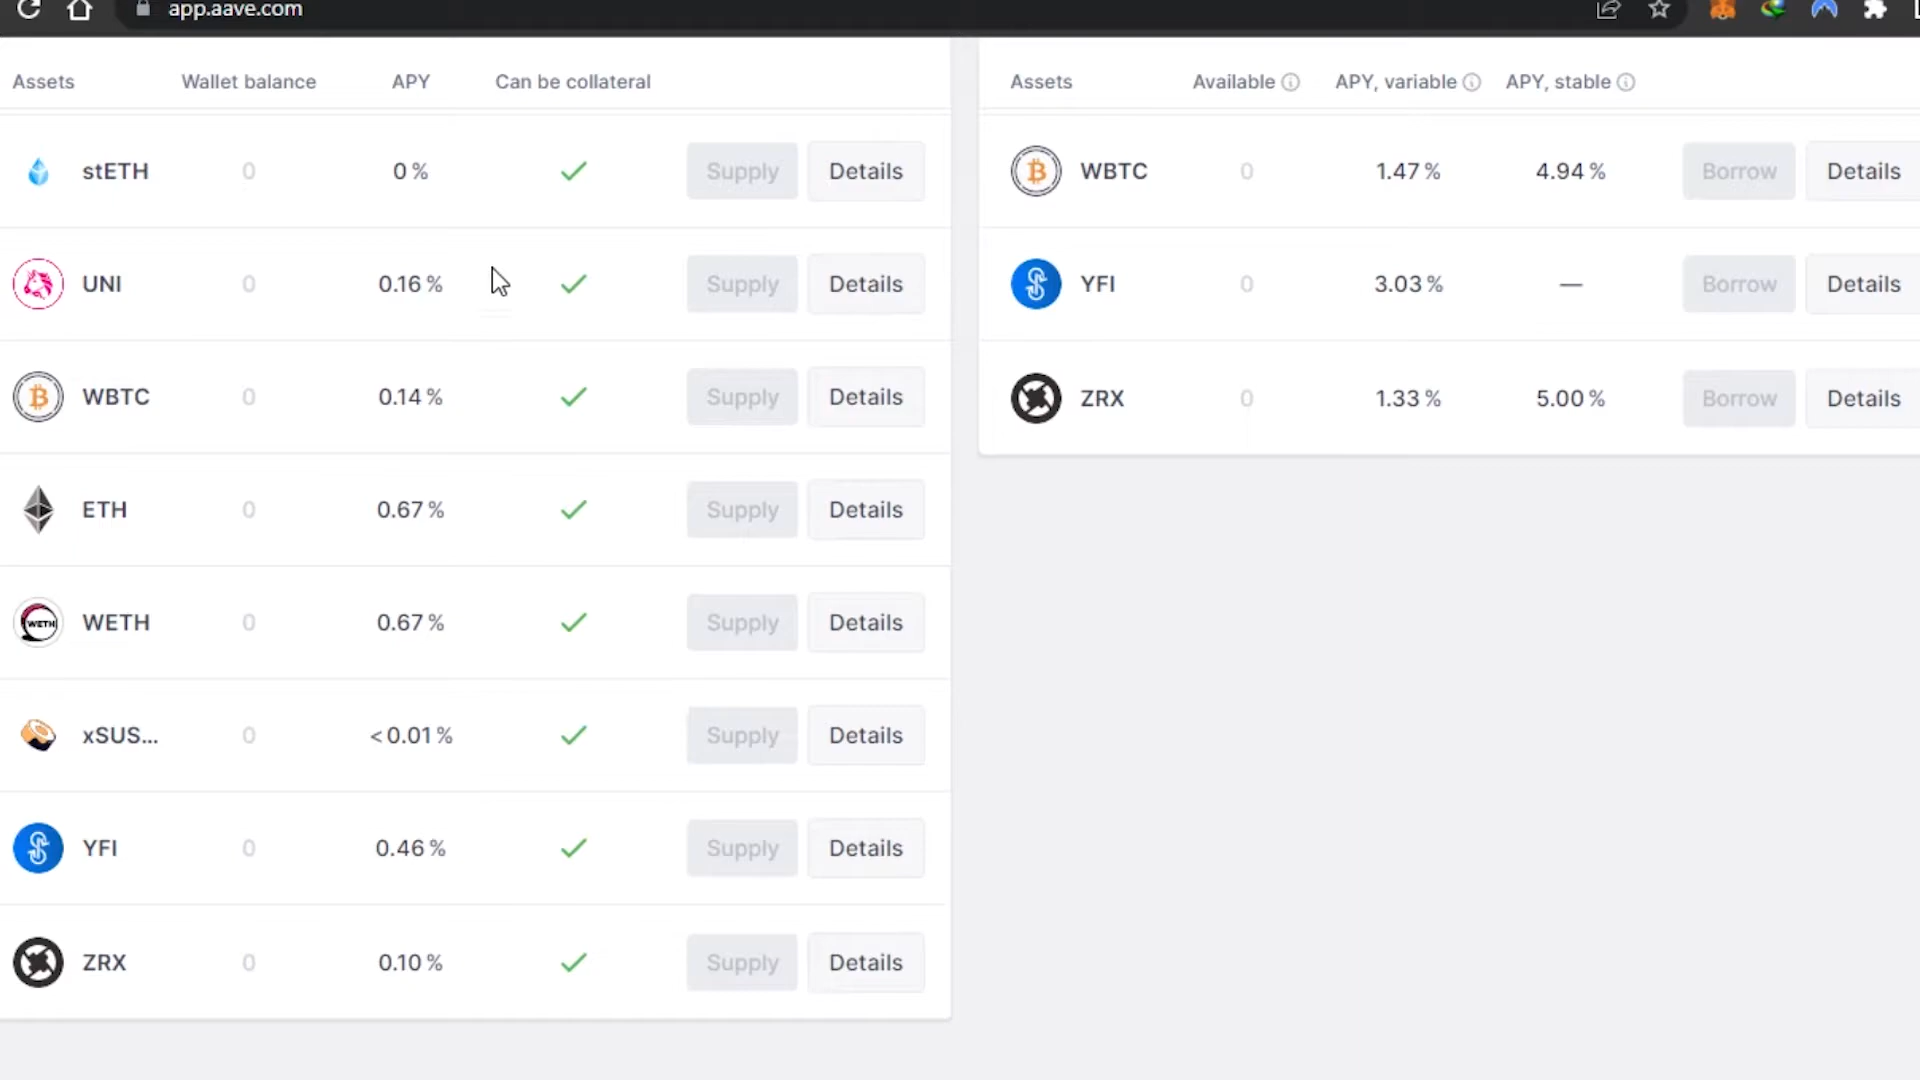 app.aave.com
Assets Wallet balance APY Can be collateral
stETH 0 0 % Supply Details
UNI 0 0.16 % Supply Details
WBTC 0 0.14 % Supply Details
ETH 0 0.67 % Supply Details
WETH WETH 0 0.67 % Supply Details
xSUS... 0 <0.01 % Supply Details
YFI 0 0.46 % Supply Details
ZRX 0 0.10 % Supply Details
Assets Available APY, variable APY, stable
WBTC 0 1.47 % 4.94 % Borrow Details
YFI 0 3.03 % — Borrow Details
ZRX 0 1.33 % 5.00 % Borrow Details